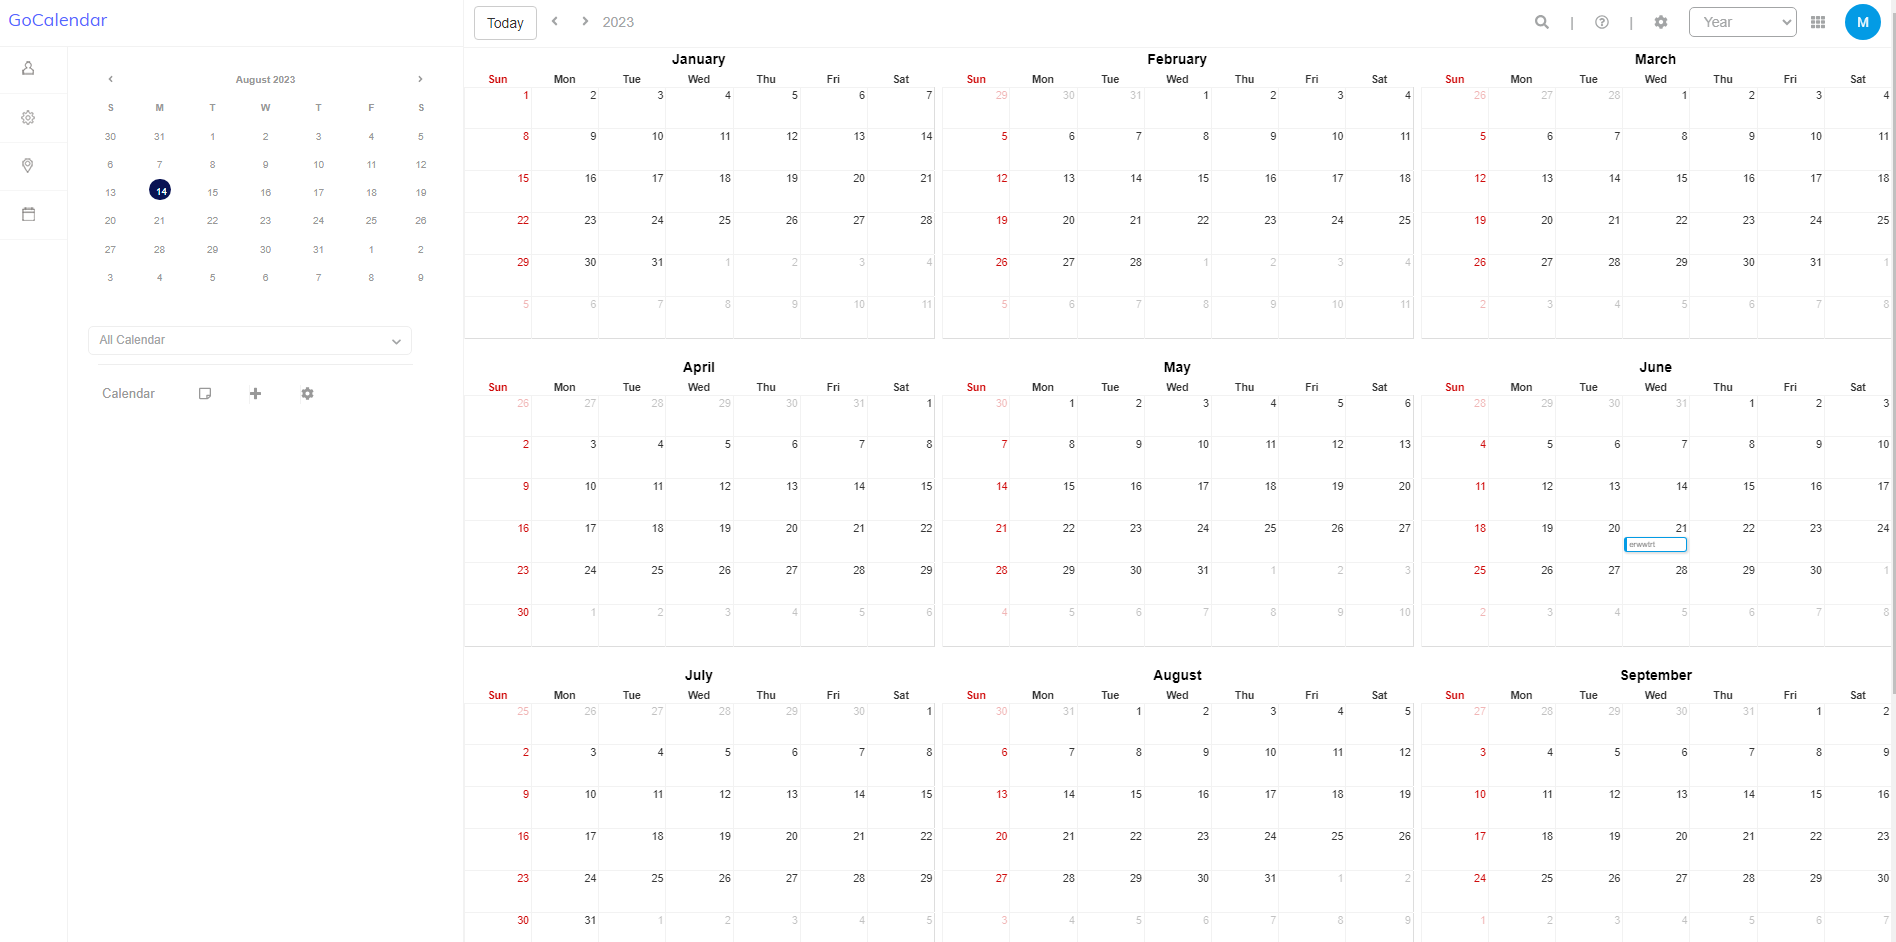 GoCalendar
Today 2023 | | Year M
August 2023
S M T W T F S
30 31 1 2 3 4 5
6 7 8 9 10 11 12
13 14 15 16 17 18 19
20 21 22 23 24 25 26
27 28 29 30 31 1 2
3 4 5 6 7 8 9
All Calendar
Calendar
January
Sun Mon Tue Wed Thu Fri Sat
1 2 3 4 5 6 7
8 9 10 11 12 13 14
15 16 17 18 19 20 21
22 23 24 25 26 27 28
29 30 31 1 2 3 4
5 6 7 8 9 10 11
February
Sun Mon Tue Wed Thu Fri Sat
29 30 31 1 2 3 4
5 6 7 8 9 10 11
12 13 14 15 16 17 18
19 20 21 22 23 24 25
26 27 28 1 2 3 4
5 6 7 8 9 10 11
March
Sun Mon Tue Wed Thu Fri Sat
26 27 28 1 2 3 4
5 6 7 8 9 10 11
12 13 14 15 16 17 18
19 20 21 22 23 24 25
26 27 28 29 30 31 1
2 3 4 5 6 7 8
April
Sun Mon Tue Wed Thu Fri Sat
26 27 28 29 30 31 1
2 3 4 5 6 7 8
9 10 11 12 13 14 15
16 17 18 19 20 21 22
23 24 25 26 27 28 29
30 1 2 3 4 5 6
May
Sun Mon Tue Wed Thu Fri Sat
30 1 2 3 4 5 6
7 8 9 10 11 12 13
14 15 16 17 18 19 20
21 22 23 24 25 26 27
28 29 30 31 1 2 3
4 5 6 7 8 9 10
June
Sun Mon Tue Wed Thu Fri Sat
28 29 30 31 1 2 3
4 5 6 7 8 9 10
11 12 13 14 15 16 17
18 19 20 21 22 23 24
erwwtrt
25 26 27 28 29 30 1
2 3 4 5 6 7 8
July
Sun Mon Tue Wed Thu Fri Sat
25 26 27 28 29 30 1
2 3 4 5 6 7 8
9 10 11 12 13 14 15
16 17 18 19 20 21 22
23 24 25 26 27 28 29
30 31 1 2 3 4 5
August
Sun Mon Tue Wed Thu Fri Sat
30 31 1 2 3 4 5
6 7 8 9 10 11 12
13 14 15 16 17 18 19
20 21 22 23 24 25 26
27 28 29 30 31 1 2
3 4 5 6 7 8 9
September
Sun Mon Tue Wed Thu Fri Sat
27 28 29 30 31 1 2
3 4 5 6 7 8 9
10 11 12 13 14 15 16
17 18 19 20 21 22 23
24 25 26 27 28 29 30
1 2 3 4 5 6 7